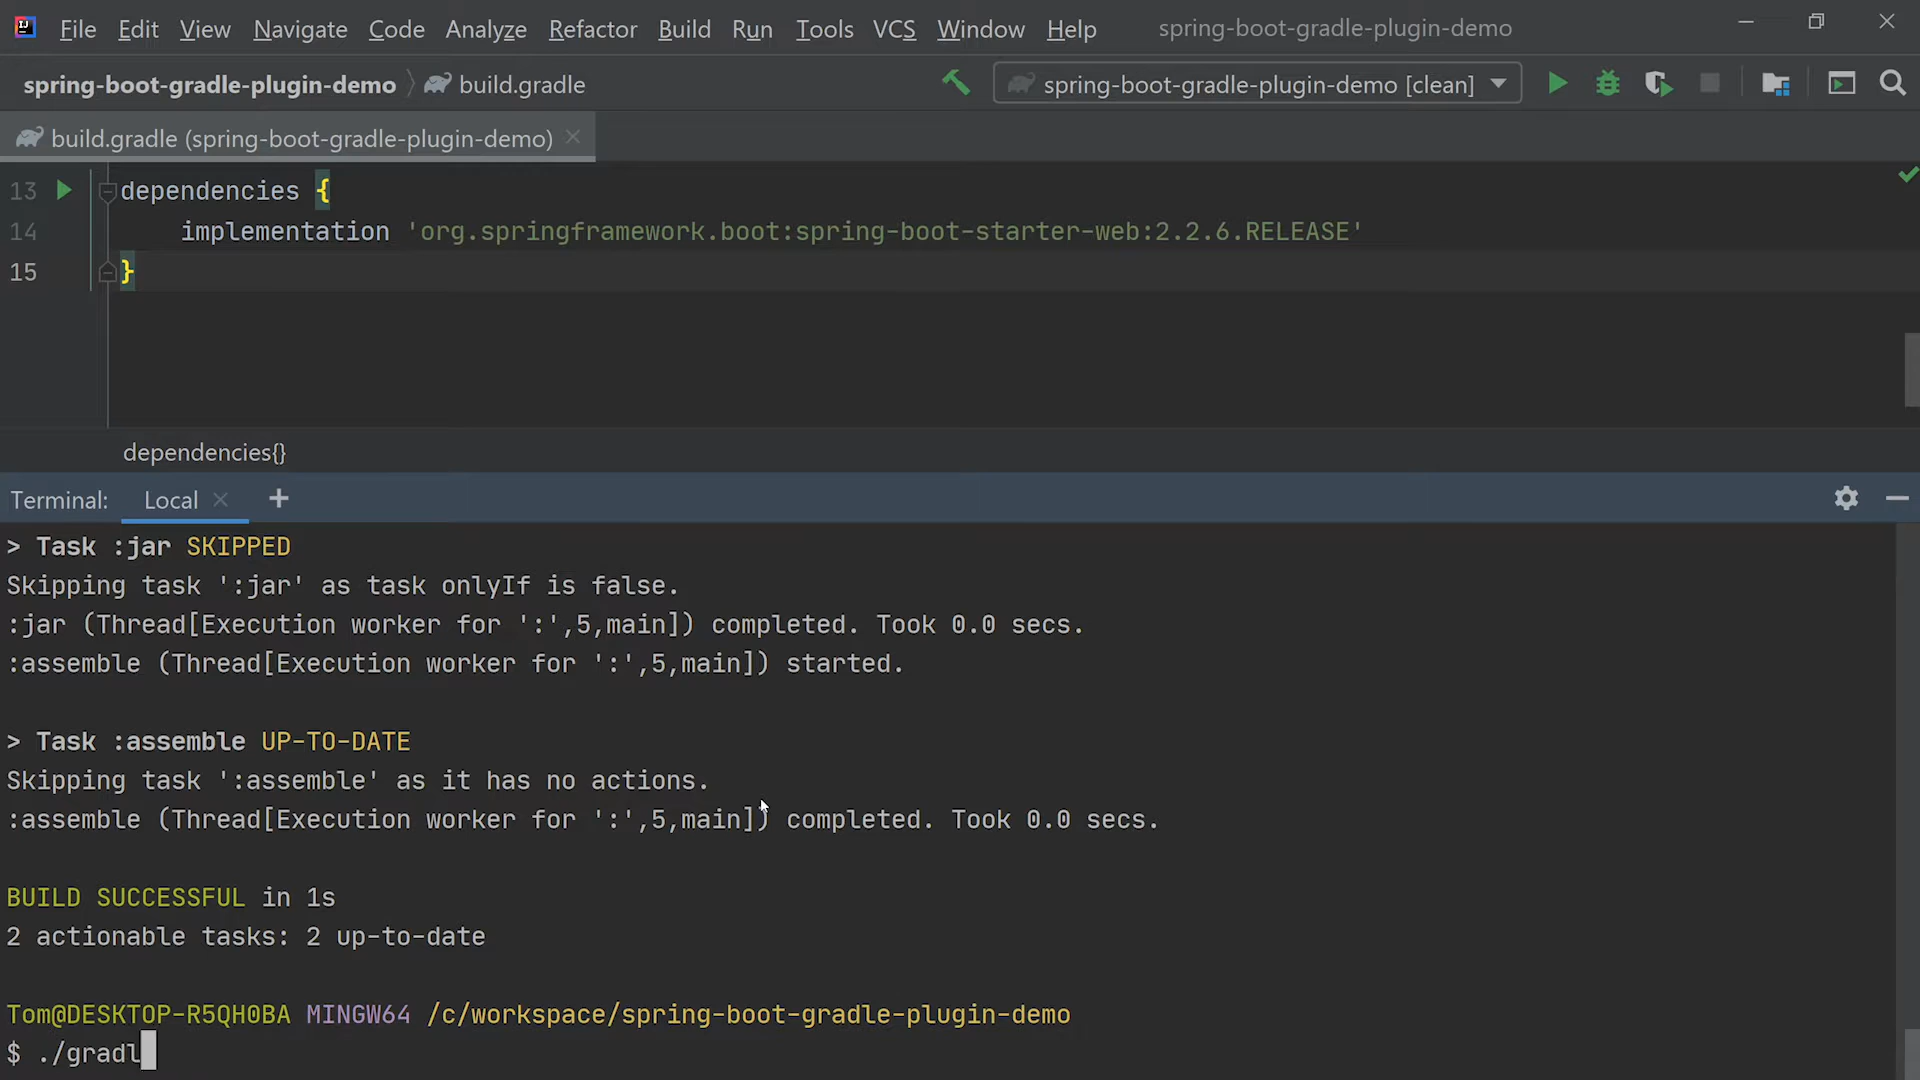 File Edit View Navigate Code Analyze Refactor Build Run Tools VCS Window Help spring-boot-gradle-plugin-demo
spring-boot-gradle-plugin-demo build.gradle spring-boot-gradle-plugin-demo [clean]
build.gradle (spring-boot-gradle-plugin-demo)
13 dependencies {
14 implementation 'org.springframework.boot:spring-boot-starter-web:2.2.6.RELEASE'
15 }
dependencies{}
Terminal: Local +
> Task :jar SKIPPED
Skipping task ':jar' as task onlyIf is false.
:jar (Thread[Execution worker for ':',5,main]) completed. Took 0.0 secs.
:assemble (Thread[Execution worker for ':',5,main]) started.
> Task :assemble UP-TO-DATE
Skipping task ':assemble' as it has no actions.
:assemble (Thread[Execution worker for ':',5,main]) completed. Took 0.0 secs.
BUILD SUCCESSFUL in 1s
2 actionable tasks: 2 up-to-date
Tom@DESKTOP-R5QH0BA MINGW64 /c/workspace/spring-boot-gradle-plugin-demo
$ ./gradl